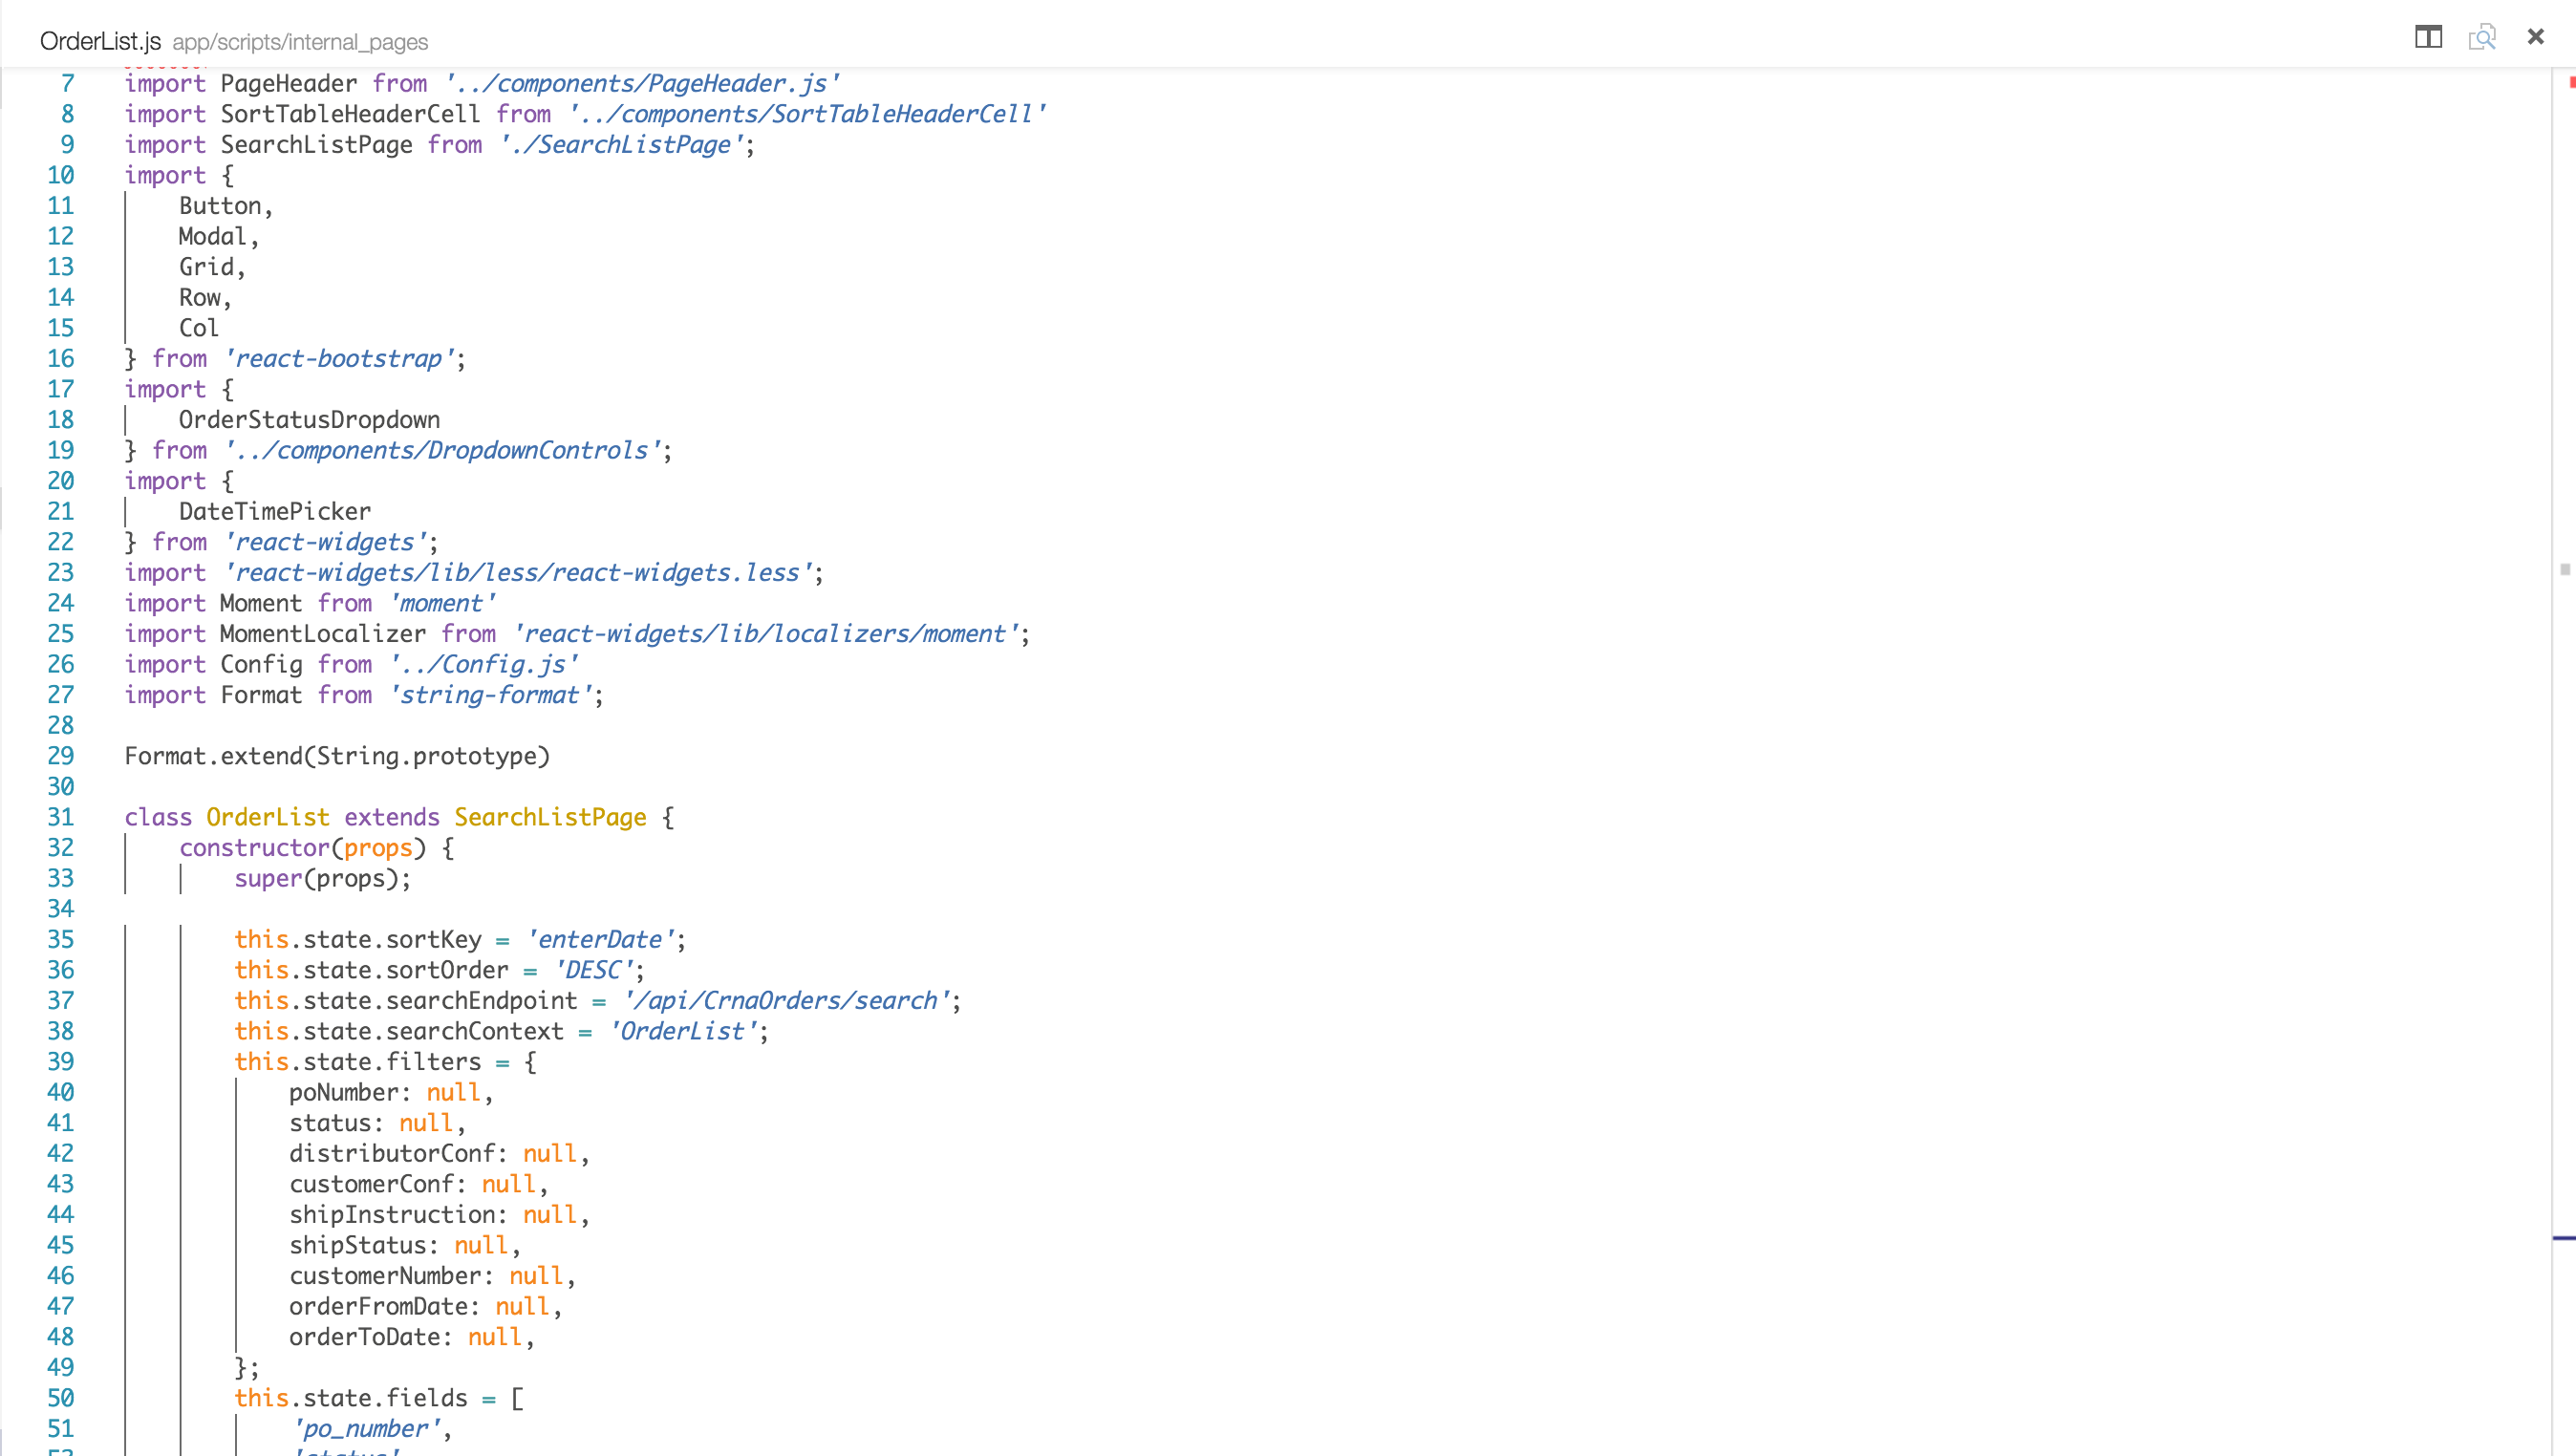 OrderList.js app/scripts/internal_pages
7 import PageHeader from '../components/PageHeader.js'
8 import SortTableHeaderCell from '../components/SortTableHeaderCell'
9 import SearchListPage from './SearchListPage';
10 import {
11 Button,
12 Modal,
13 Grid,
14 Row,
15 Col
16 } from 'react-bootstrap';
17 import {
18 OrderStatusDropdown
19 } from '../components/DropdownControls';
20 import {
21 DateTimePicker
22 } from 'react-widgets';
23 import 'react-widgets/lib/less/react-widgets.less';
24 import Moment from 'moment'
25 import MomentLocalizer from 'react-widgets/lib/localizers/moment';
26 import Config from '../Config.js'
27 import Format from 'string-format';
28
29 Format.extend(String.prototype)
30
31 class OrderList extends SearchListPage {
32 constructor(props) {
33 super(props);
34
35 this.state.sortKey = 'enterDate';
36 this.state.sortOrder = 'DESC';
37 this.state.searchEndpoint = '/api/CrnaOrders/search';
38 this.state.searchContext = 'OrderList';
39 this.state.filters = {
40 poNumber: null,
41 status: null,
42 distributorConf: null,
43 customerConf: null,
44 shipInstruction: null,
45 shipStatus: null,
46 customerNumber: null,
47 orderFromDate: null,
48 orderToDate: null,
49 };
50 this.state.fields = [
51 'po_number',